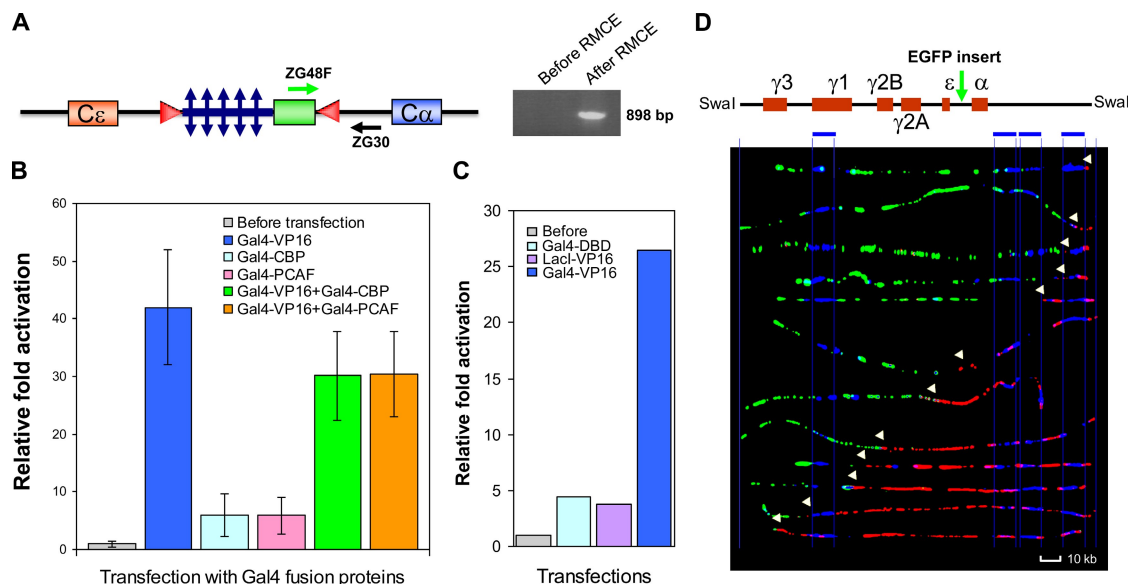 A
Cε
ZG48F
ZG30
Cα
Before RMCE
After RMCE
898 bp
B
Relative fold activation
60
50
40
30
20
10
0
Before transfection
Gal4-VP16
Gal4-CBP
Gal4-PCAF
Gal4-VP16+Gal4-CBP
Gal4-VP16+Gal4-PCAF
Transfection with Gal4 fusion proteins
C
Relative fold activation
30
25
20
15
10
5
0
Before
Gal4-DBD
LacI-VP16
Gal4-VP16
Transfections
D
EGFP insert
γ3
γ1
γ2B
ε
α
SwaI
SwaI
γ2A
10 kb